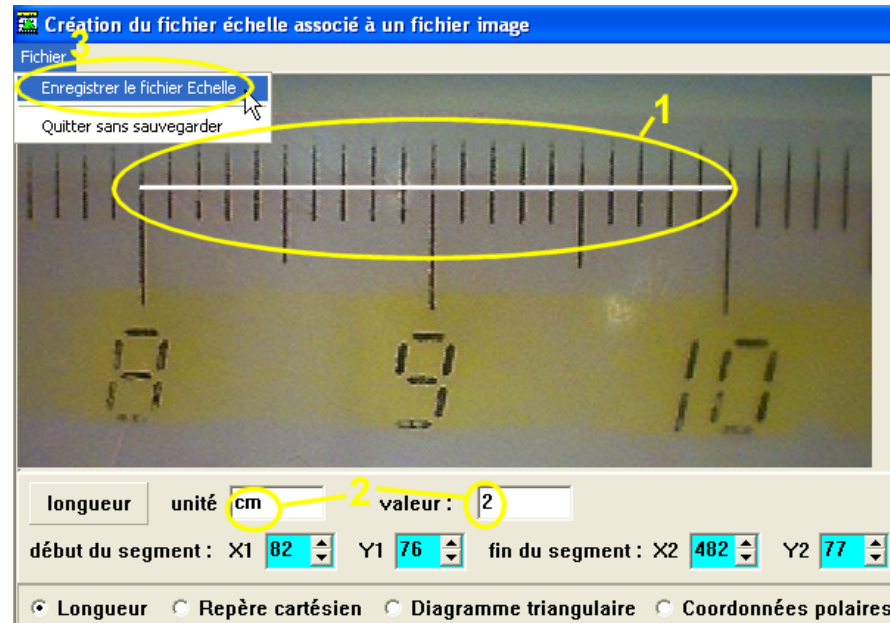 Création du fichier échelle associé à un fichier image
Fichier 3
Enregistrer le fichier Echelle
Quitter sans sauvegarder
1
8 9 10
longueur unité cm 2 valeur : 2
début du segment : X1 82 Y1 76 fin du segment : X2 482 Y2 77
Longueur Repère cartésien Diagramme triangulaire Coordonnées polaires